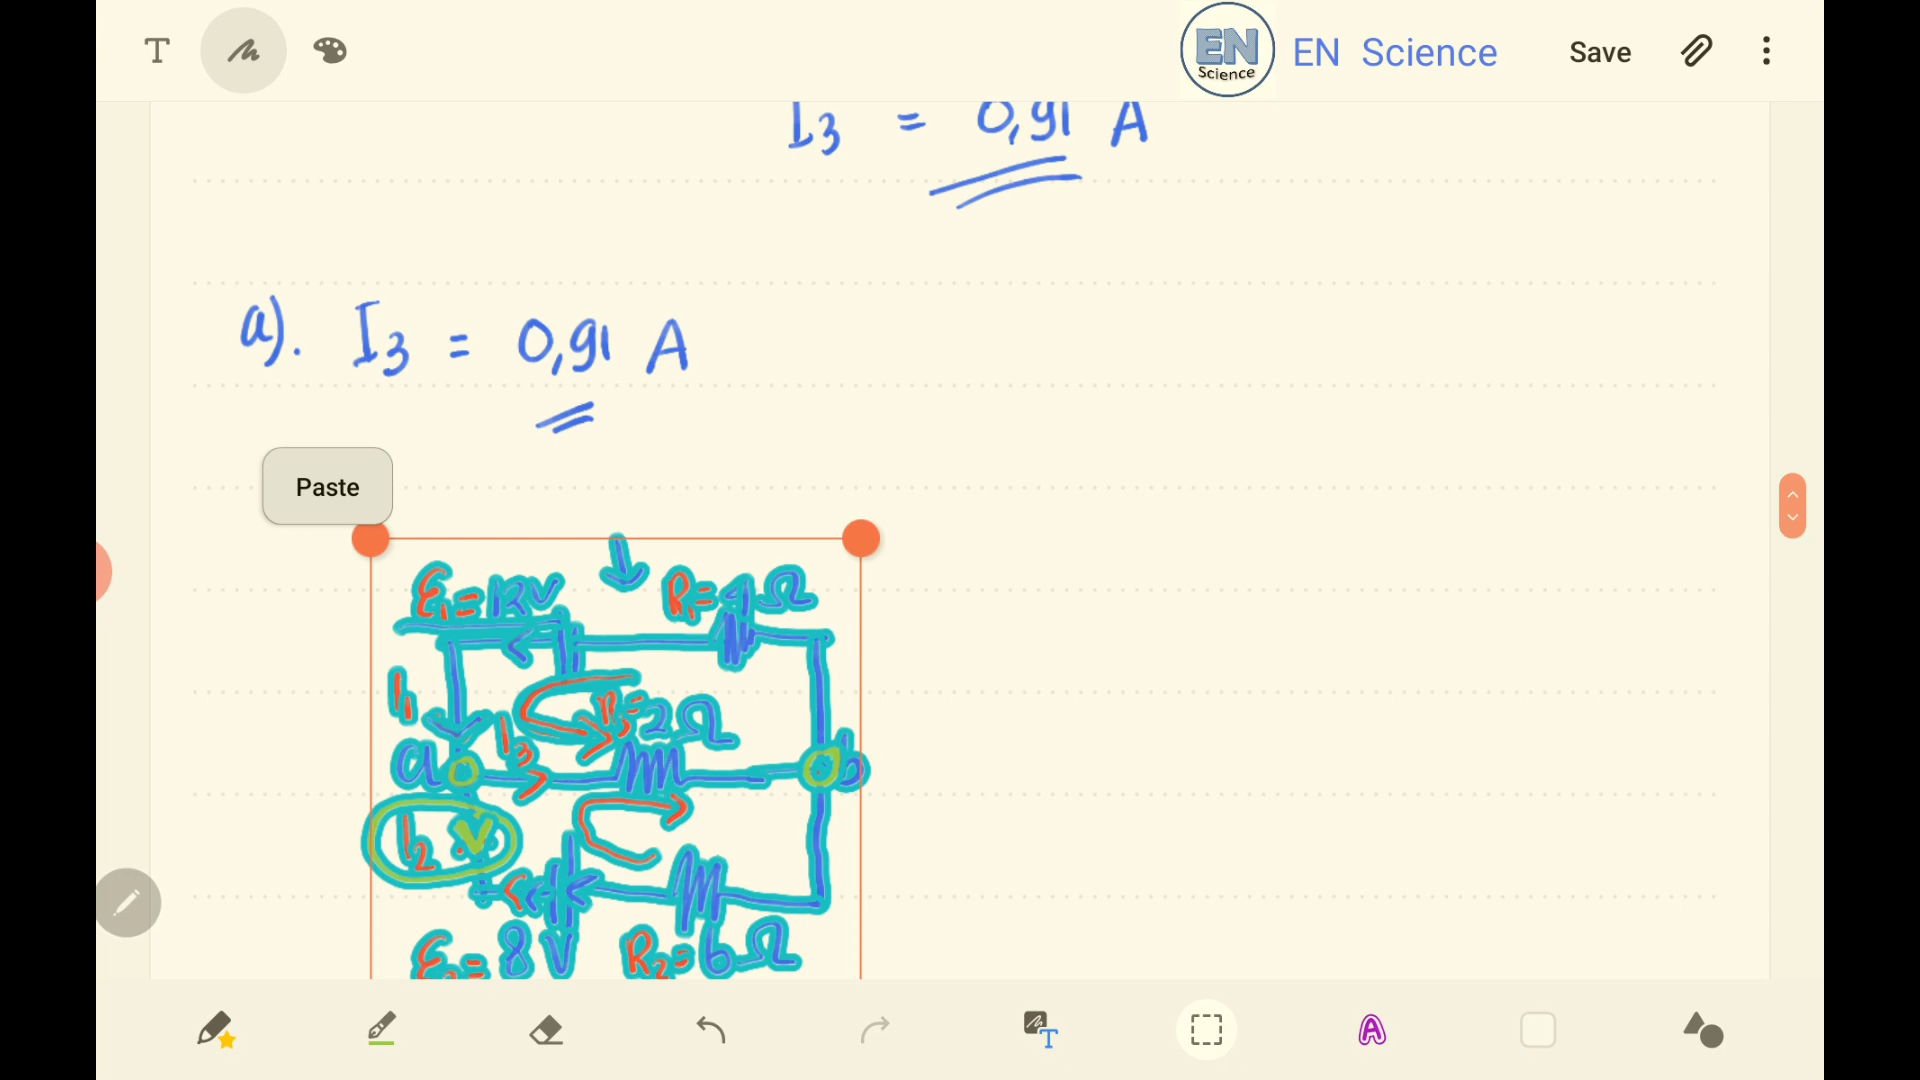 T EN Science EN Science Save
I3 = 0,91 A
a). I3 = 0,91 A
Paste
ε1=12V R1=4Ω
I1 R3=2Ω
I3
a b
I2
ε2= 8V R2=6Ω
T A